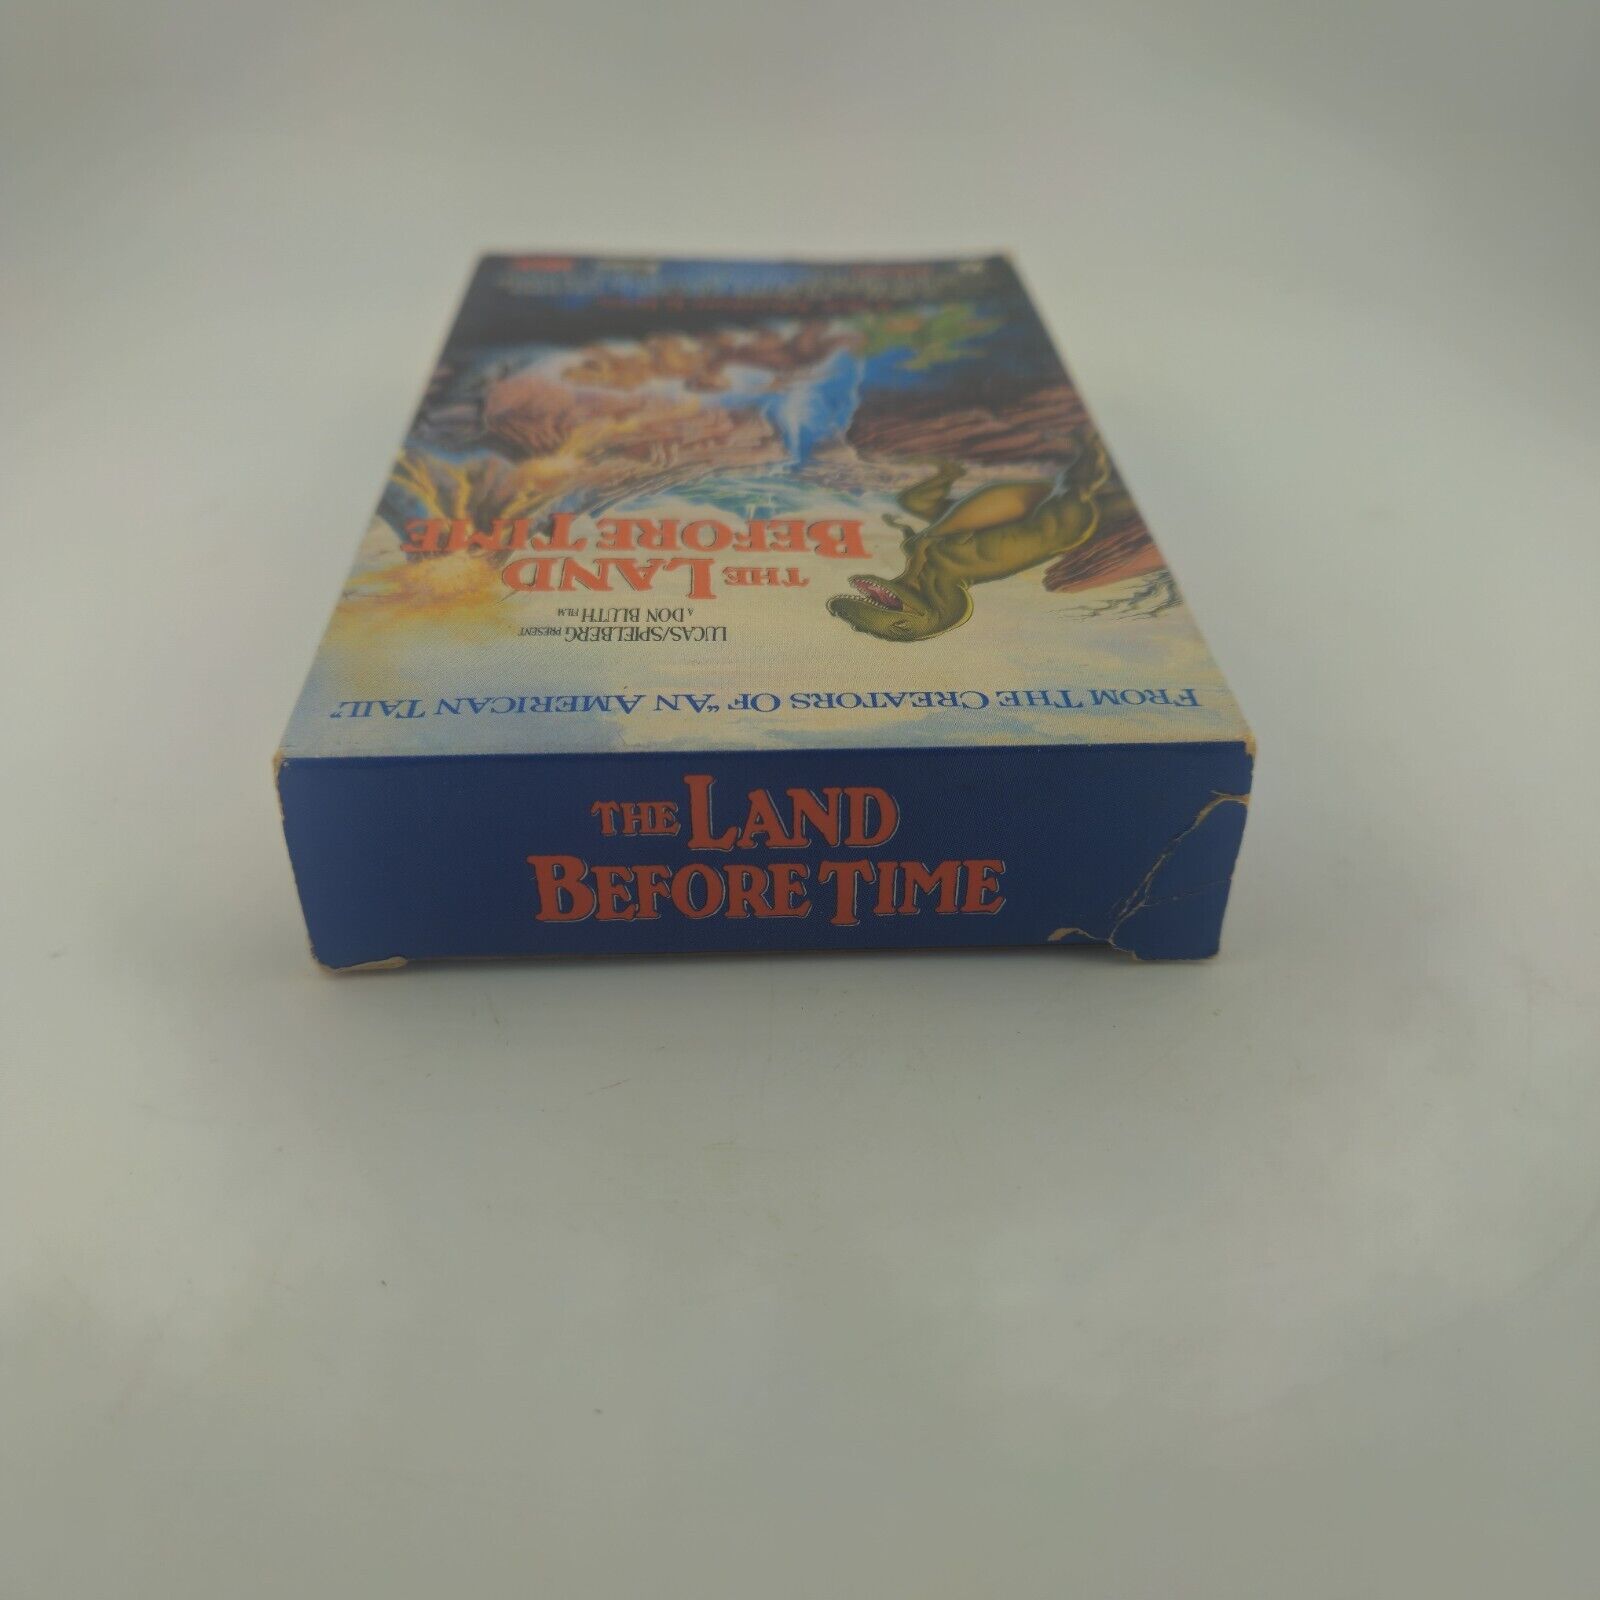 FROM THE CREATORS OF "AN AMERICAN TAIL"
LUCAS/SPIELBERG PRESENT
A DON BLUTH FILM
THE LAND
BEFORE TIME
THE LAND
BEFORE TIME